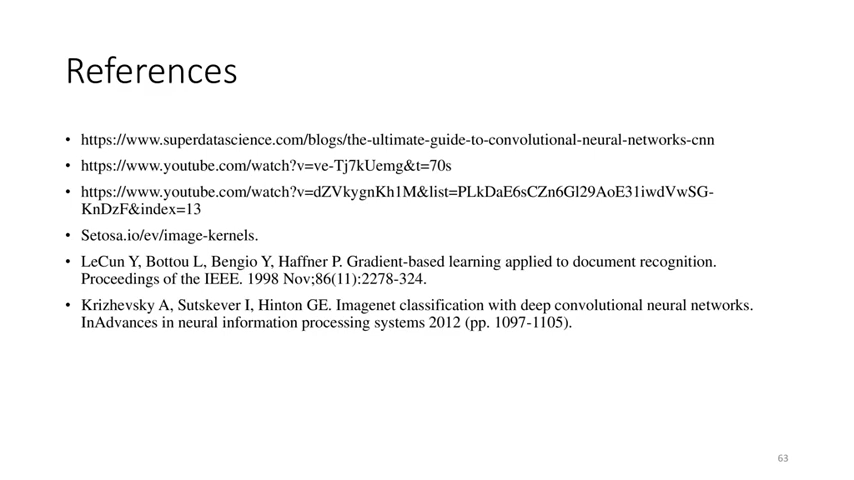 References
• https://www.superdatascience.com/blogs/the-ultimate-guide-to-convolutional-neural-networks-cnn
• https://www.youtube.com/watch?v=ve-Tj7kUemg&t=70s
• https://www.youtube.com/watch?v=dZVkygnKh1M&list=PLkDaE6sCZn6Gl29AoE31iwdVwSG-
KnDzF&index=13
• Setosa.io/ev/image-kernels.
• LeCun Y, Bottou L, Bengio Y, Haffner P. Gradient-based learning applied to document recognition.
Proceedings of the IEEE. 1998 Nov;86(11):2278-324.
• Krizhevsky A, Sutskever I, Hinton GE. Imagenet classification with deep convolutional neural networks.
InAdvances in neural information processing systems 2012 (pp. 1097-1105).
63